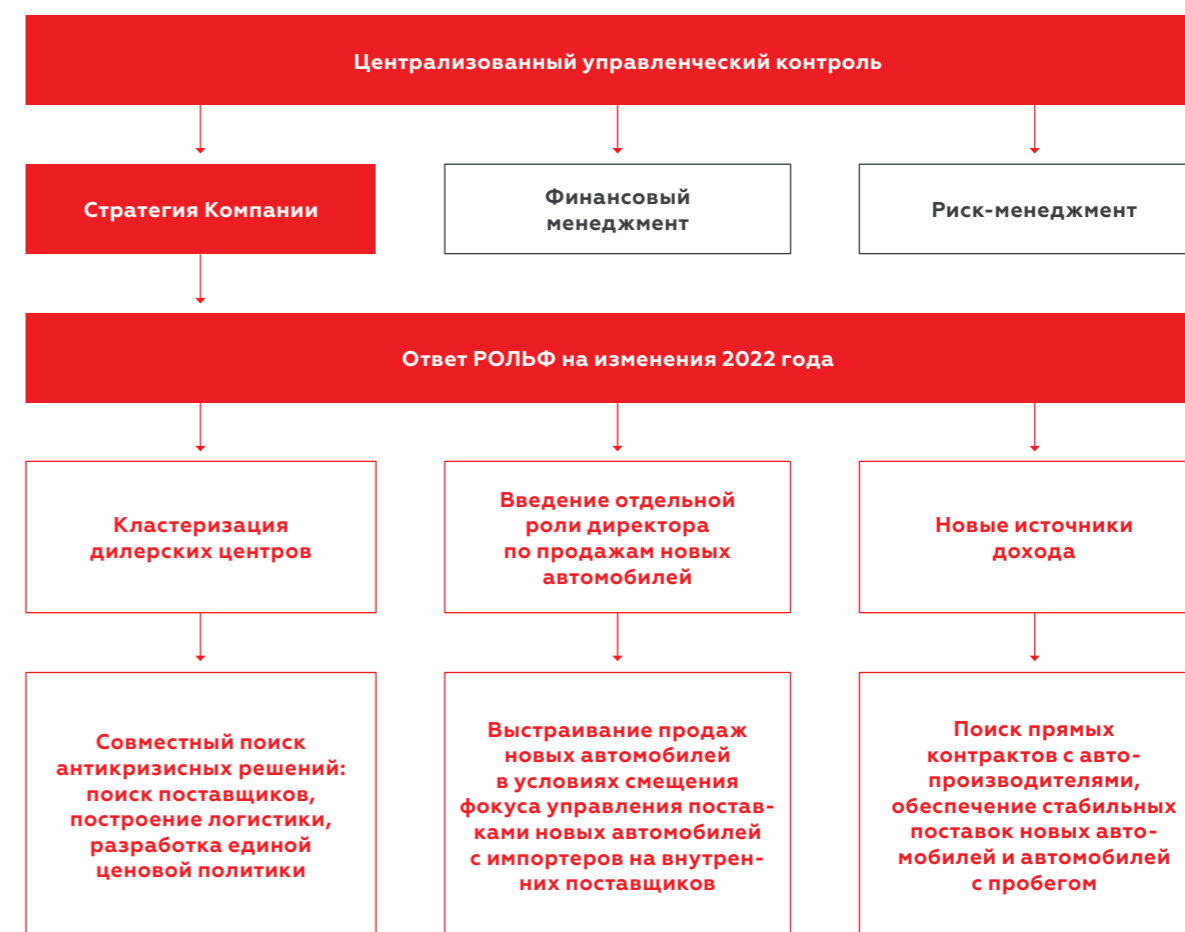 Централизованный управленческий контроль
Стратегия Компании
Финансовый
менеджмент
Риск-менеджмент
Ответ РОЛЬФ на изменения 2022 года
Кластеризация
дилерских центров
Введение отдельной
роли директора
по продажам новых
автомобилей
Новые источники
дохода
Совместный поиск
антикризисных решений:
поиск поставщиков,
построение логистики,
разработка единой
ценовой политики
Выстраивание продаж
новых автомобилей
в условиях смещения
фокуса управления постав-
ками новых автомобилей
с импортеров на внутрен-
них поставщиков
Поиск прямых
контрактов с авто-
производителями,
обеспечение стабильных
поставок новых авто-
мобилей и автомобилей
с пробегом